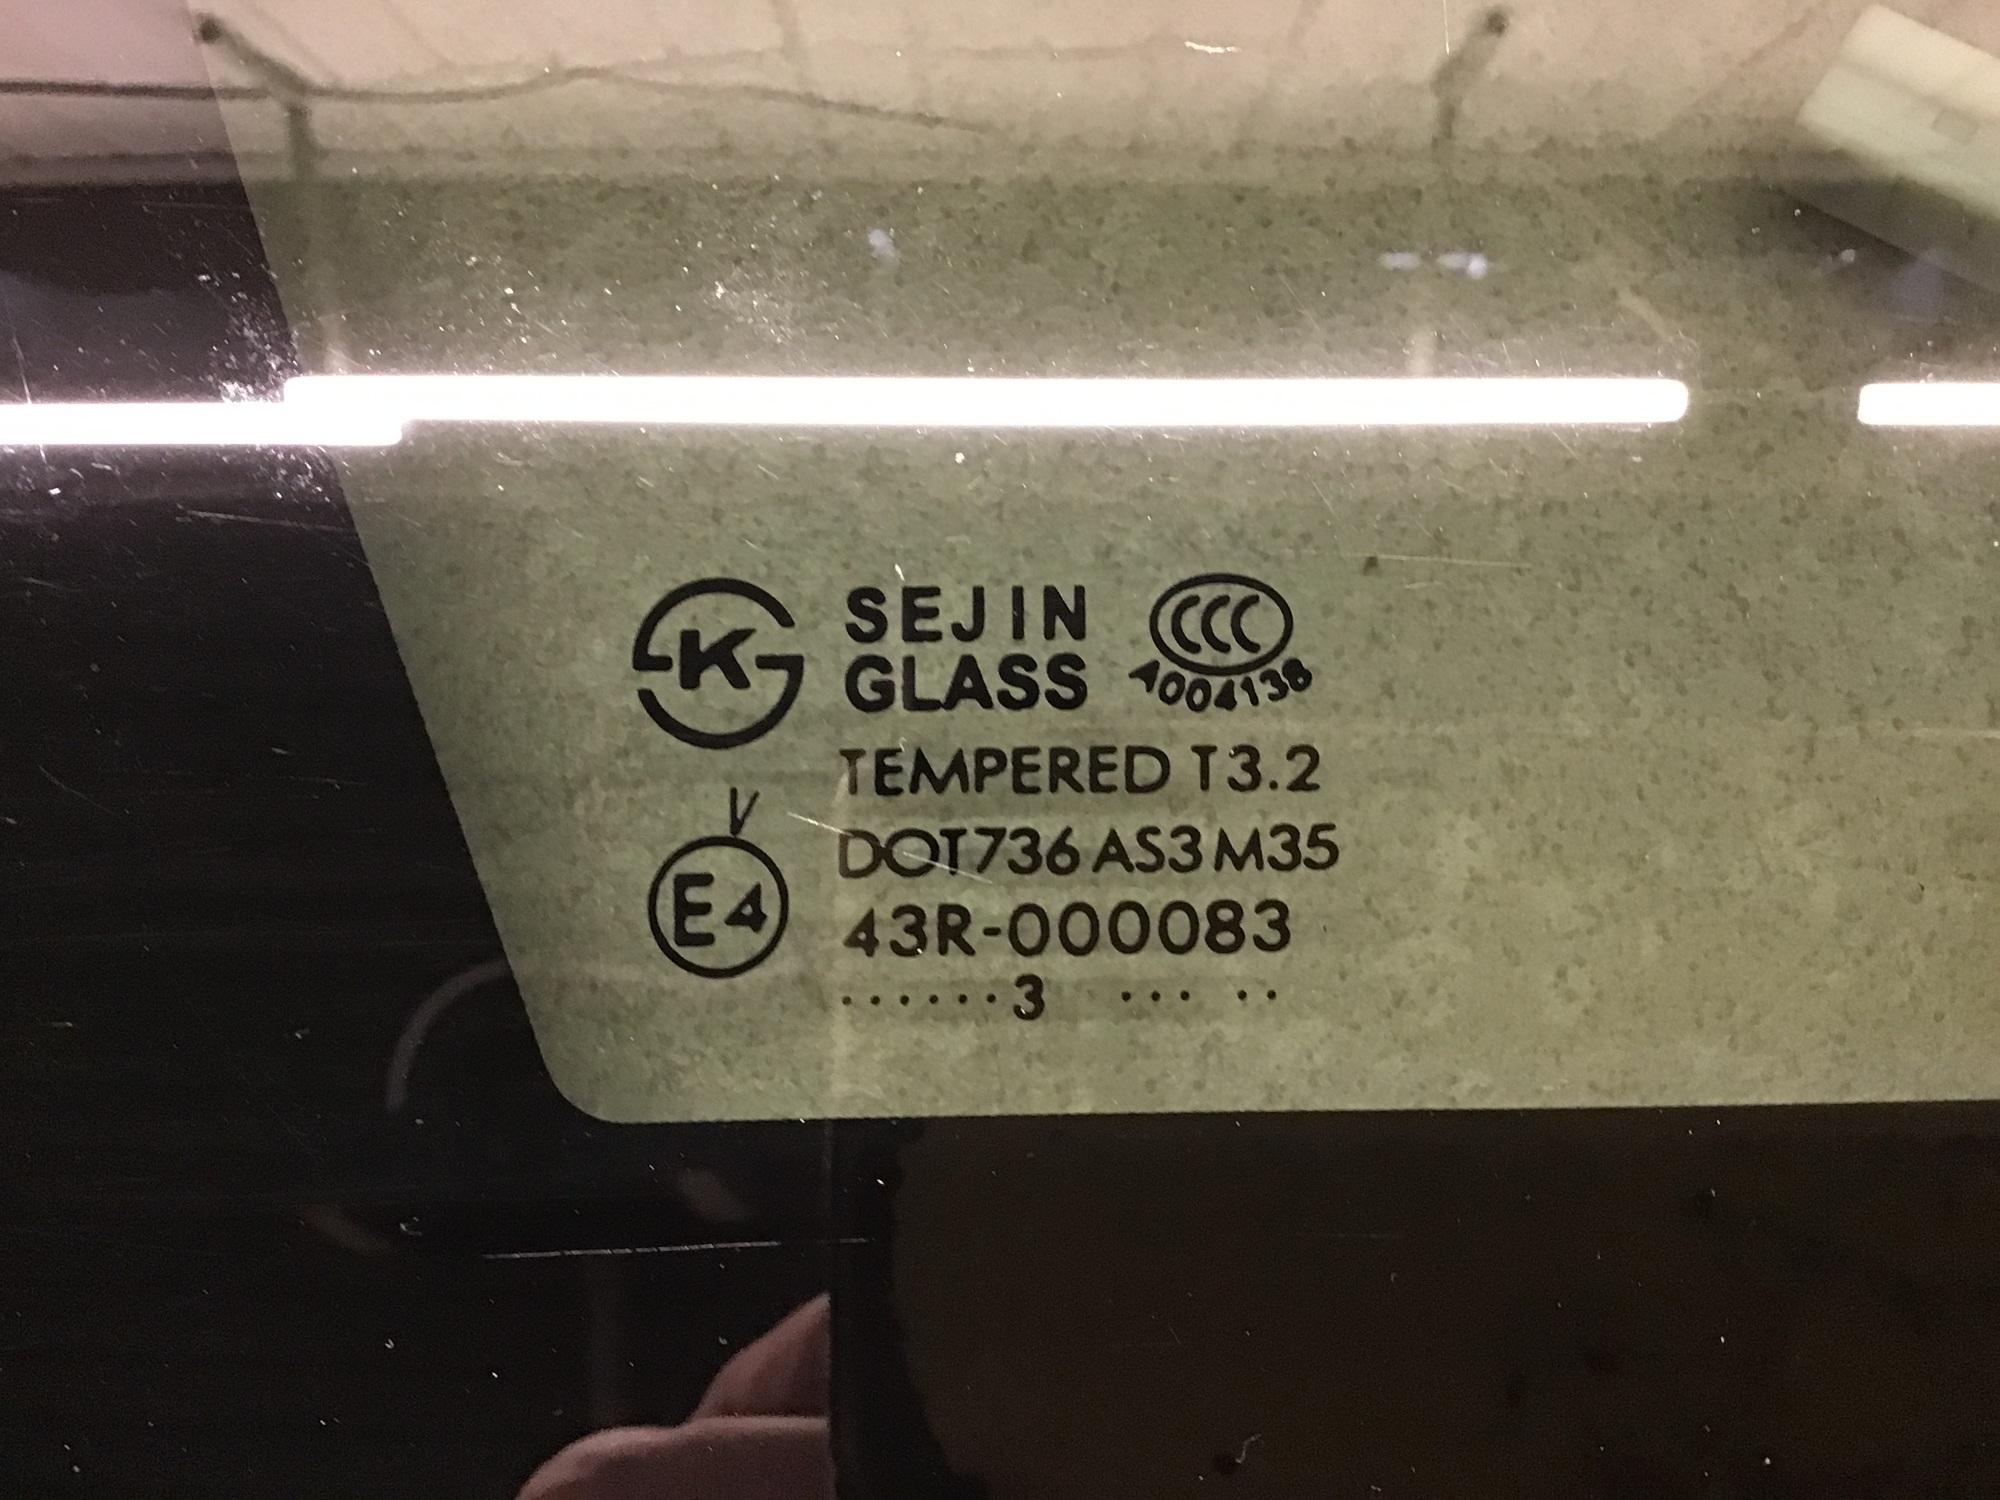 K SEJIN CCC
GLASS A004138
TEMPERED T3.2
V
DOT736 AS3 M35
E4 43R-000083
......3 ... ..